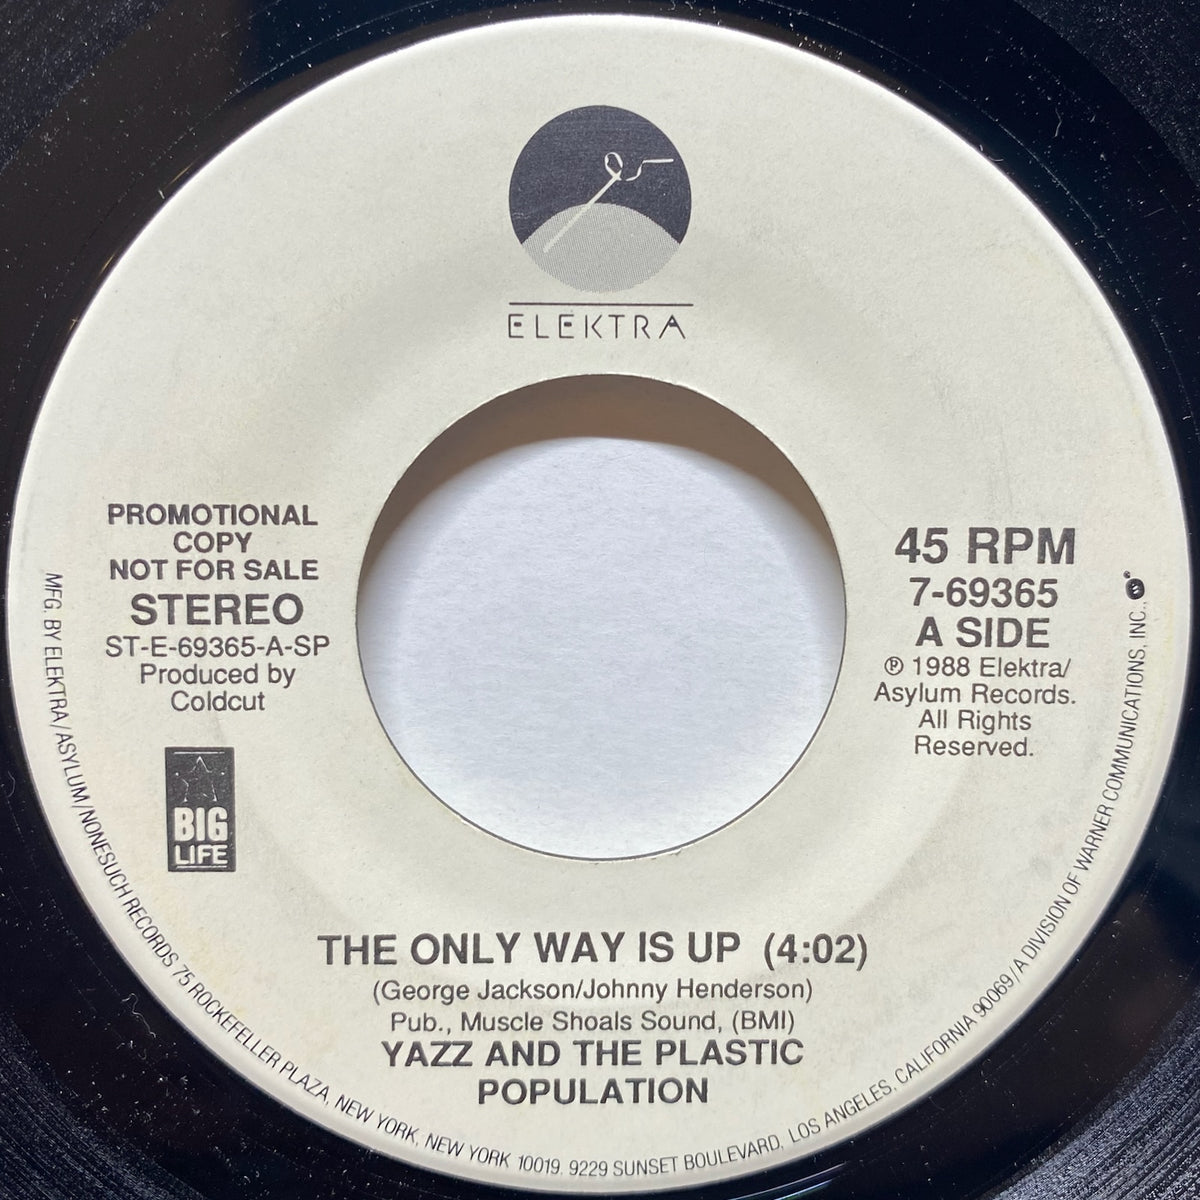 ELEKTRA
PROMOTIONAL
COPY
NOT FOR SALE
STEREO
ST-E-69365-A-SP
Produced by
Coldcut
BIG
LIFE
45 RPM
7-69365
A SIDE
℗ 1988 Elektra/
Asylum Records.
All Rights
Reserved.
THE ONLY WAY IS UP (4:02)
(George Jackson/Johnny Henderson)
Pub., Muscle Shoals Sound, (BMI)
YAZZ AND THE PLASTIC
POPULATION
MFG. BY ELEKTRA/ASYLUM/NONESUCH RECORDS 75 ROCKEFELLER PLAZA, NEW YORK, NEW YORK 10019. 9229 SUNSET BOULEVARD, LOS ANGELES, CALIFORNIA 90069/A DIVISION OF WARNER COMMUNICATIONS, INC.,